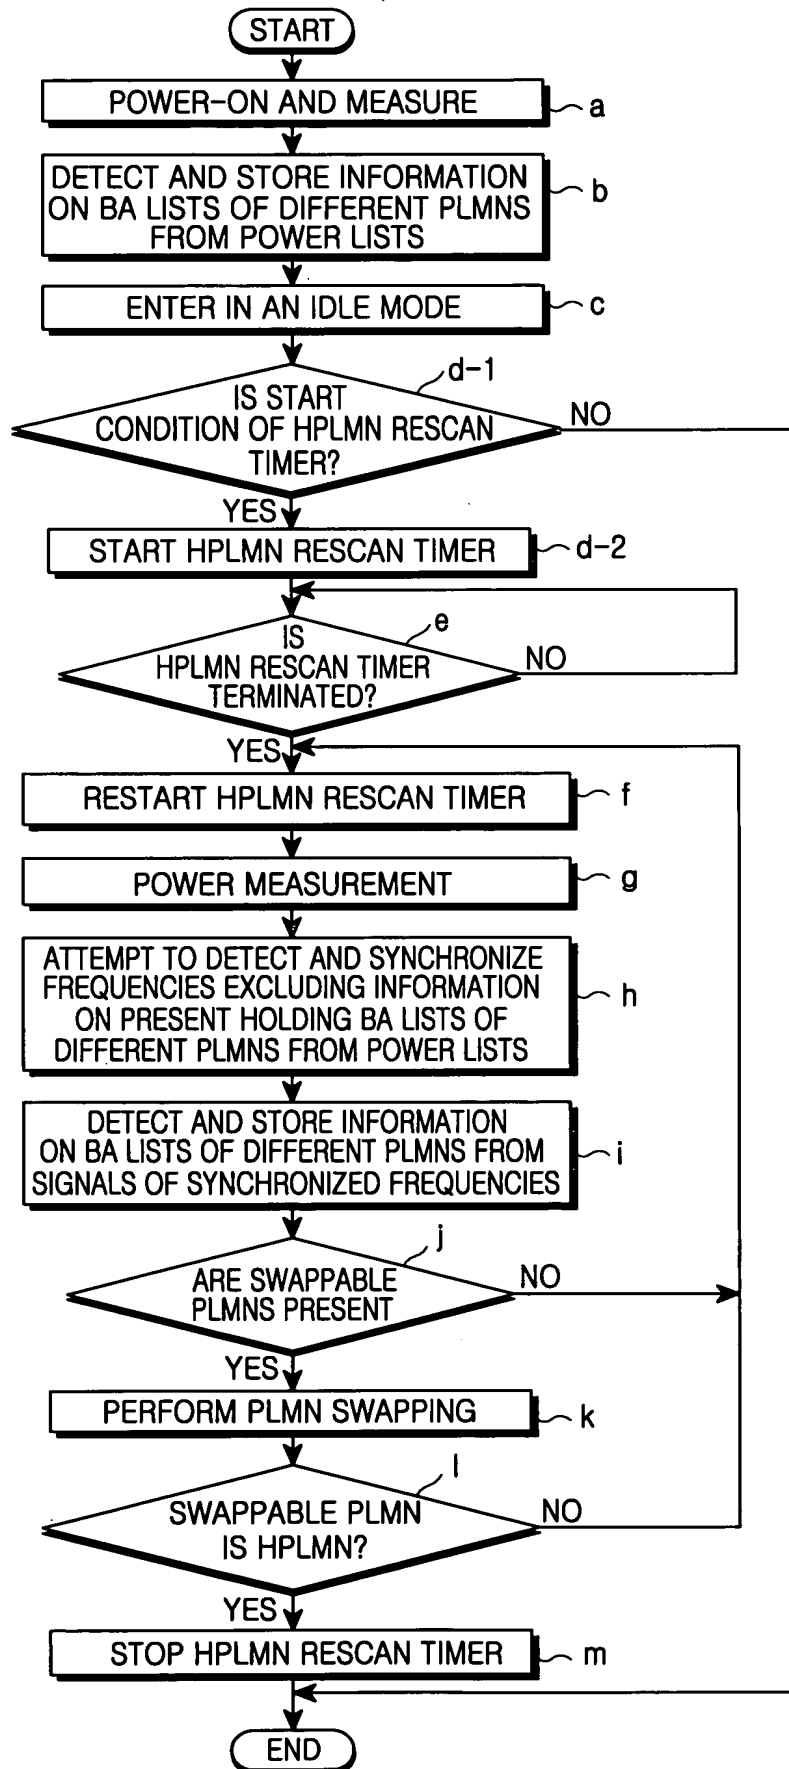 START
POWER-ON AND MEASURE
a
DETECT AND STORE INFORMATION
ON BA LISTS OF DIFFERENT PLMNS
FROM POWER LISTS
b
ENTER IN AN IDLE MODE
c
d-1
IS START
CONDITION OF HPLMN RESCAN
TIMER?
NO
YES
START HPLMN RESCAN TIMER
d-2
e
IS
HPLMN RESCAN TIMER
TERMINATED?
NO
YES
RESTART HPLMN RESCAN TIMER
f
POWER MEASUREMENT
g
ATTEMPT TO DETECT AND SYNCHRONIZE
FREQUENCIES EXCLUDING INFORMATION
ON PRESENT HOLDING BA LISTS OF
DIFFERENT PLMNS FROM POWER LISTS
h
DETECT AND STORE INFORMATION
ON BA LISTS OF DIFFERENT PLMNS FROM
SIGNALS OF SYNCHRONIZED FREQUENCIES
i
j
ARE SWAPPABLE
PLMNS PRESENT
NO
YES
PERFORM PLMN SWAPPING
k
l
SWAPPABLE PLMN
IS HPLMN?
NO
YES
STOP HPLMN RESCAN TIMER
m
END